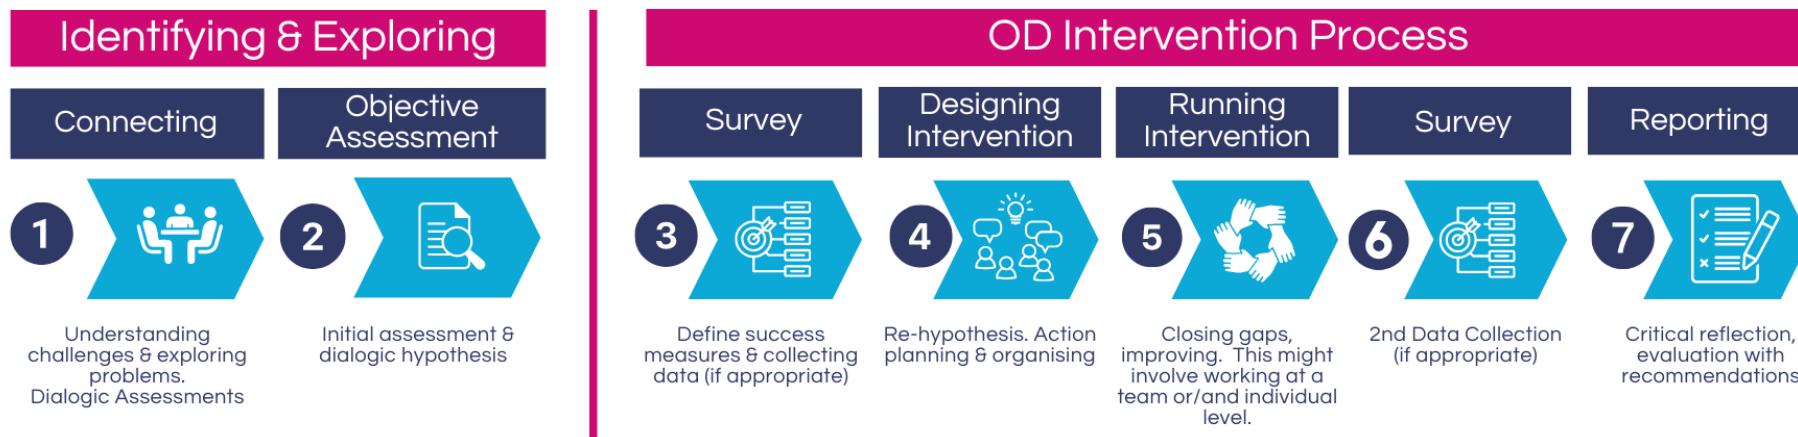 Identifying & Exploring
OD Intervention Process
Connecting
Objective
Assessment
Survey
Designing
Intervention
Running
Intervention
Survey
Reporting
1
2
3
4
5
6
7
Understanding
challenges & exploring
problems.
Dialogic Assessments
Initial assessment &
dialogic hypothesis
Define success
measures & collecting
data (if appropriate)
Re-hypothesis. Action
planning & organising
Closing gaps,
improving. This might
involve working at a
team or/and individual
level.
2nd Data Collection
(if appropriate)
Critical reflection,
evaluation with
recommendations